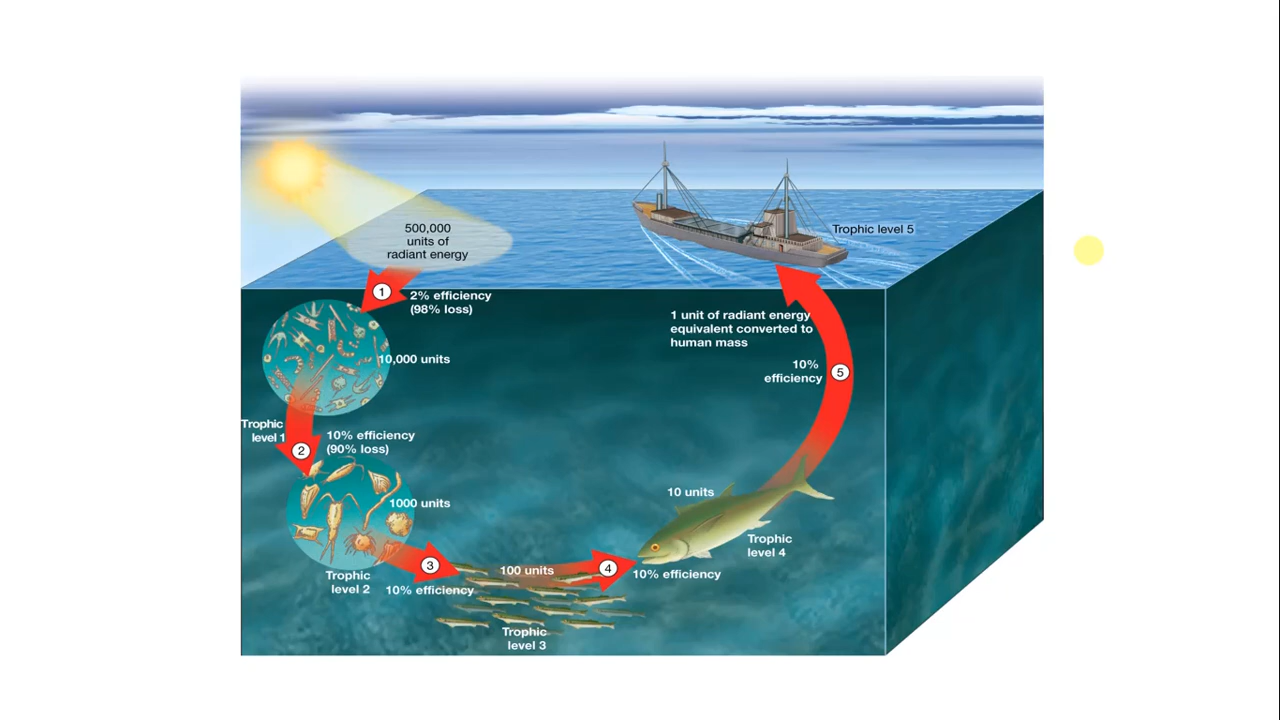 500,000
units of
radiant energy
Trophic level 5
1
2% efficiency
(98% loss)
10,000 units
1 unit of radiant energy
equivalent converted to
human mass
10%
efficiency
5
Trophic
level 1
2
10% efficiency
(90% loss)
1000 units
10 units
Trophic
level 4
3
10% efficiency
Trophic
level 2
100 units
4
10% efficiency
Trophic
level 3